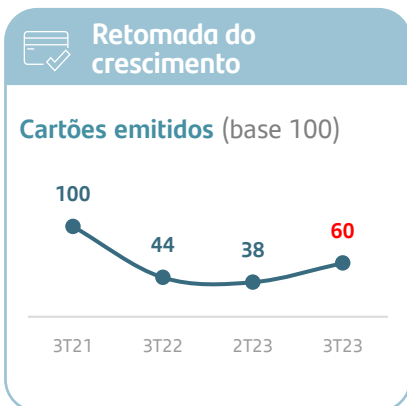 Retomada do
crescimento
Cartões emitidos (base 100)
100
44
38
60
3T21
3T22
2T23
3T23